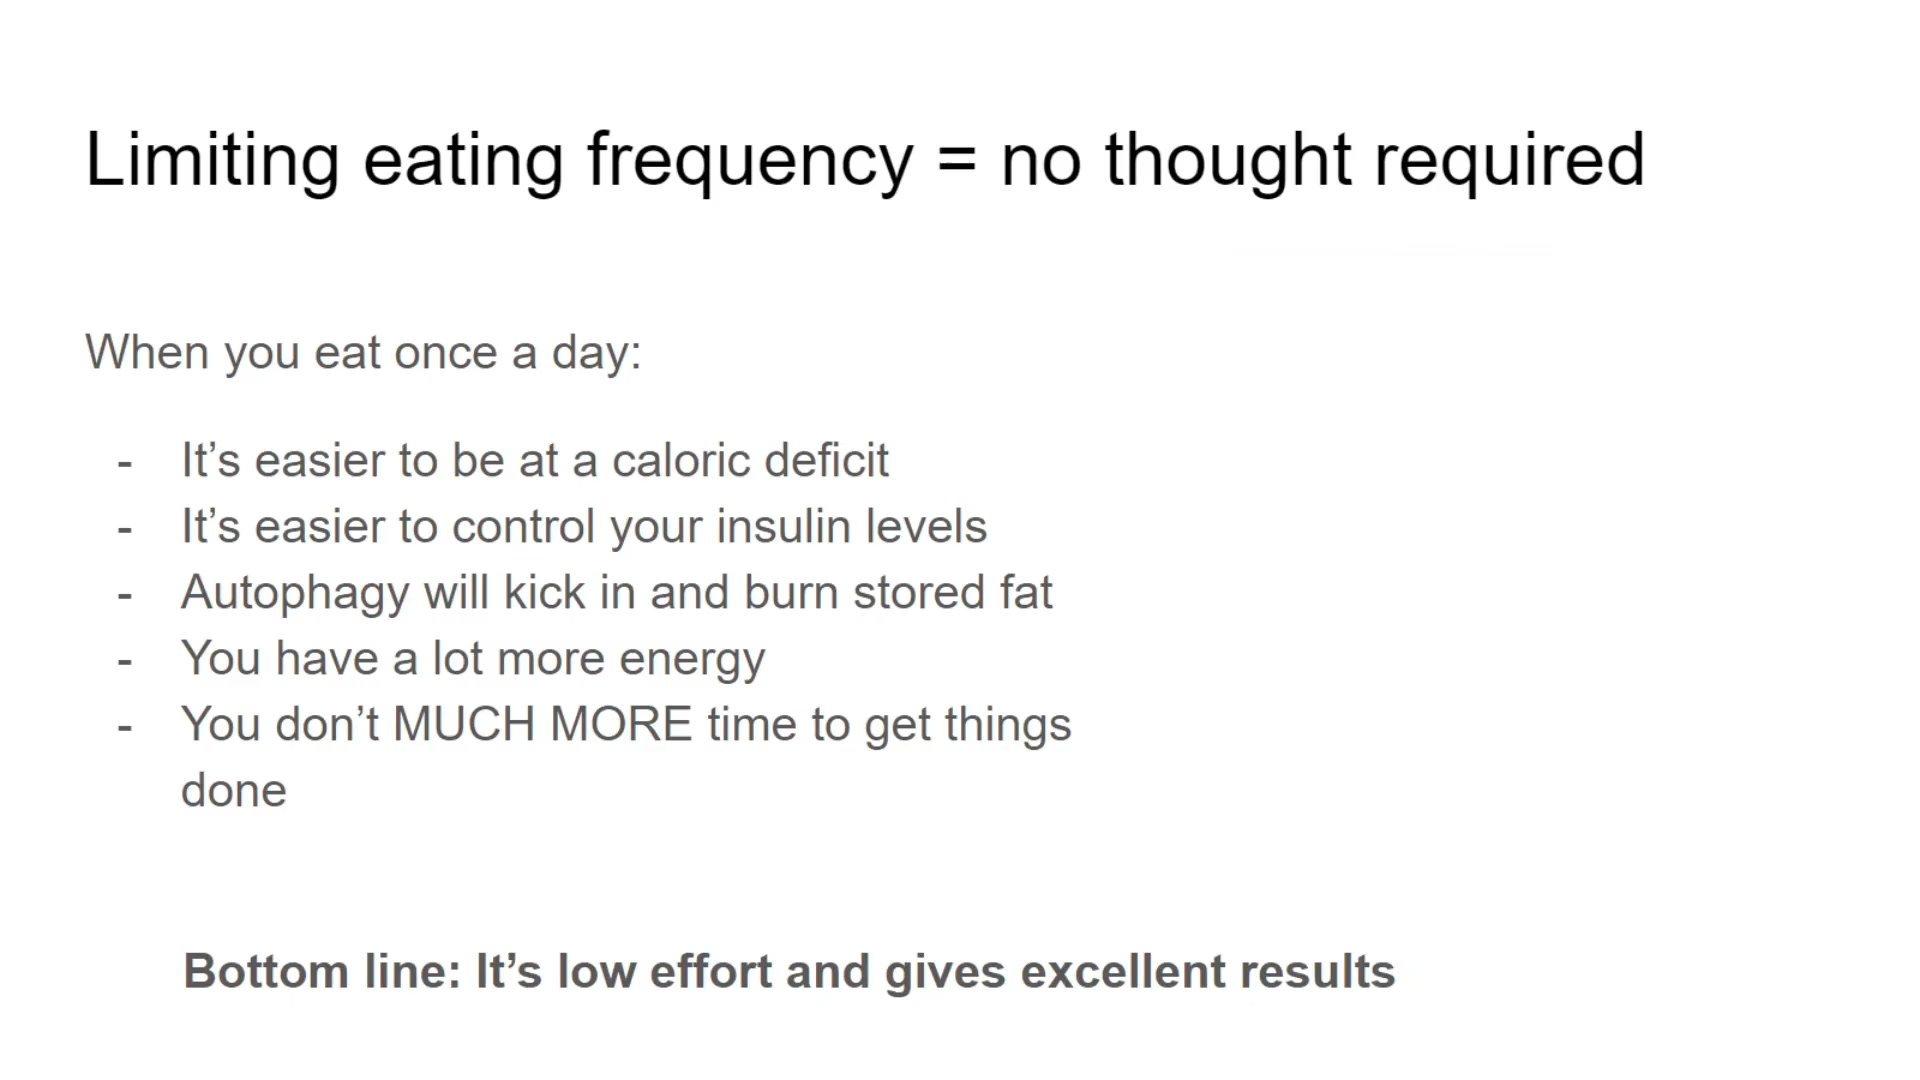 Limiting eating frequency = no thought required
When you eat once a day:
- It’s easier to be at a caloric deficit
- It’s easier to control your insulin levels
- Autophagy will kick in and burn stored fat
- You have a lot more energy
- You don’t MUCH MORE time to get things
done
Bottom line: It’s low effort and gives excellent results